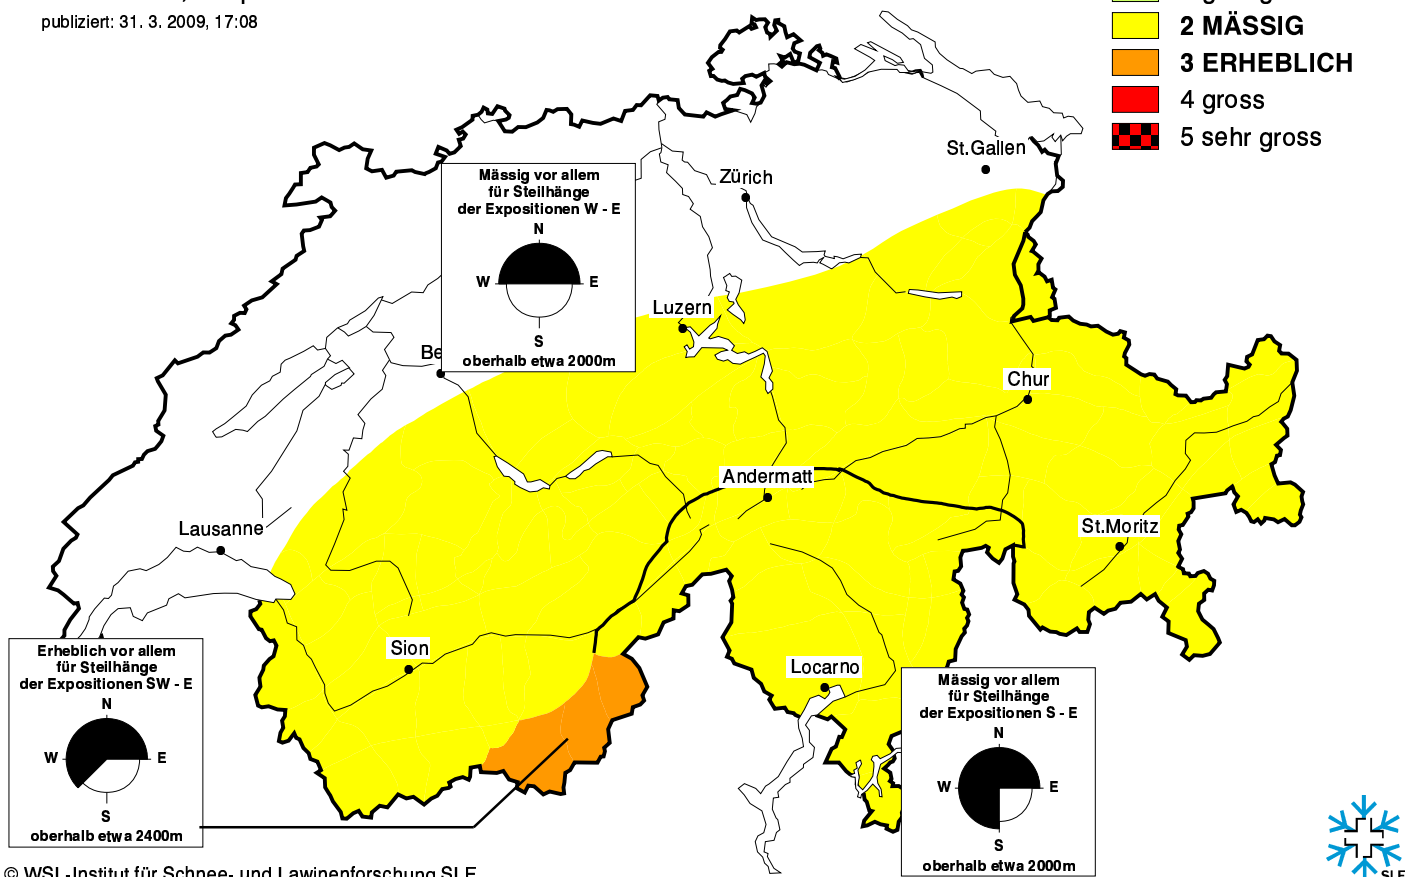 publiziert: 31. 3. 2009, 17:08
2 MÄSSIG
3 ERHEBLICH
4 gross
5 sehr gross
St.Gallen
Zürich
Mässig vor allem
für Steilhänge
der Expositionen W - E
N
W E
S
oberhalb etwa 2000m
Luzern
Be
Chur
Andermatt
Lausanne
St.Moritz
Sion
Locarno
Erheblich vor allem
für Steilhänge
der Expositionen SW - E
N
W E
S
oberhalb etwa 2400m
Mässig vor allem
für Steilhänge
der Expositionen S - E
N
W E
S
oberhalb etwa 2000m
© WSL-Institut für Schnee- und Lawinenforschung SLF
SLF